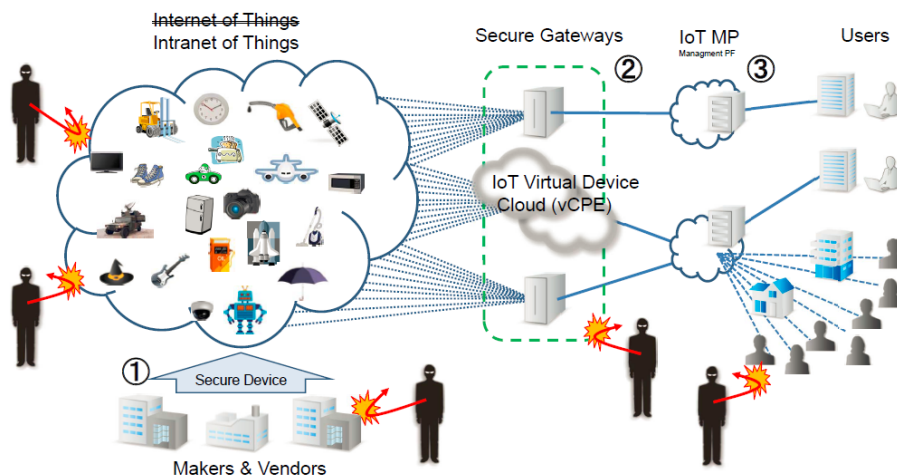 Internet of Things
Intranet of Things
Secure Gateways
②
IoT MP
Managment PF
③
Users
IoT Virtual Device
Cloud (vCPE)
①
Secure Device
Makers & Vendors